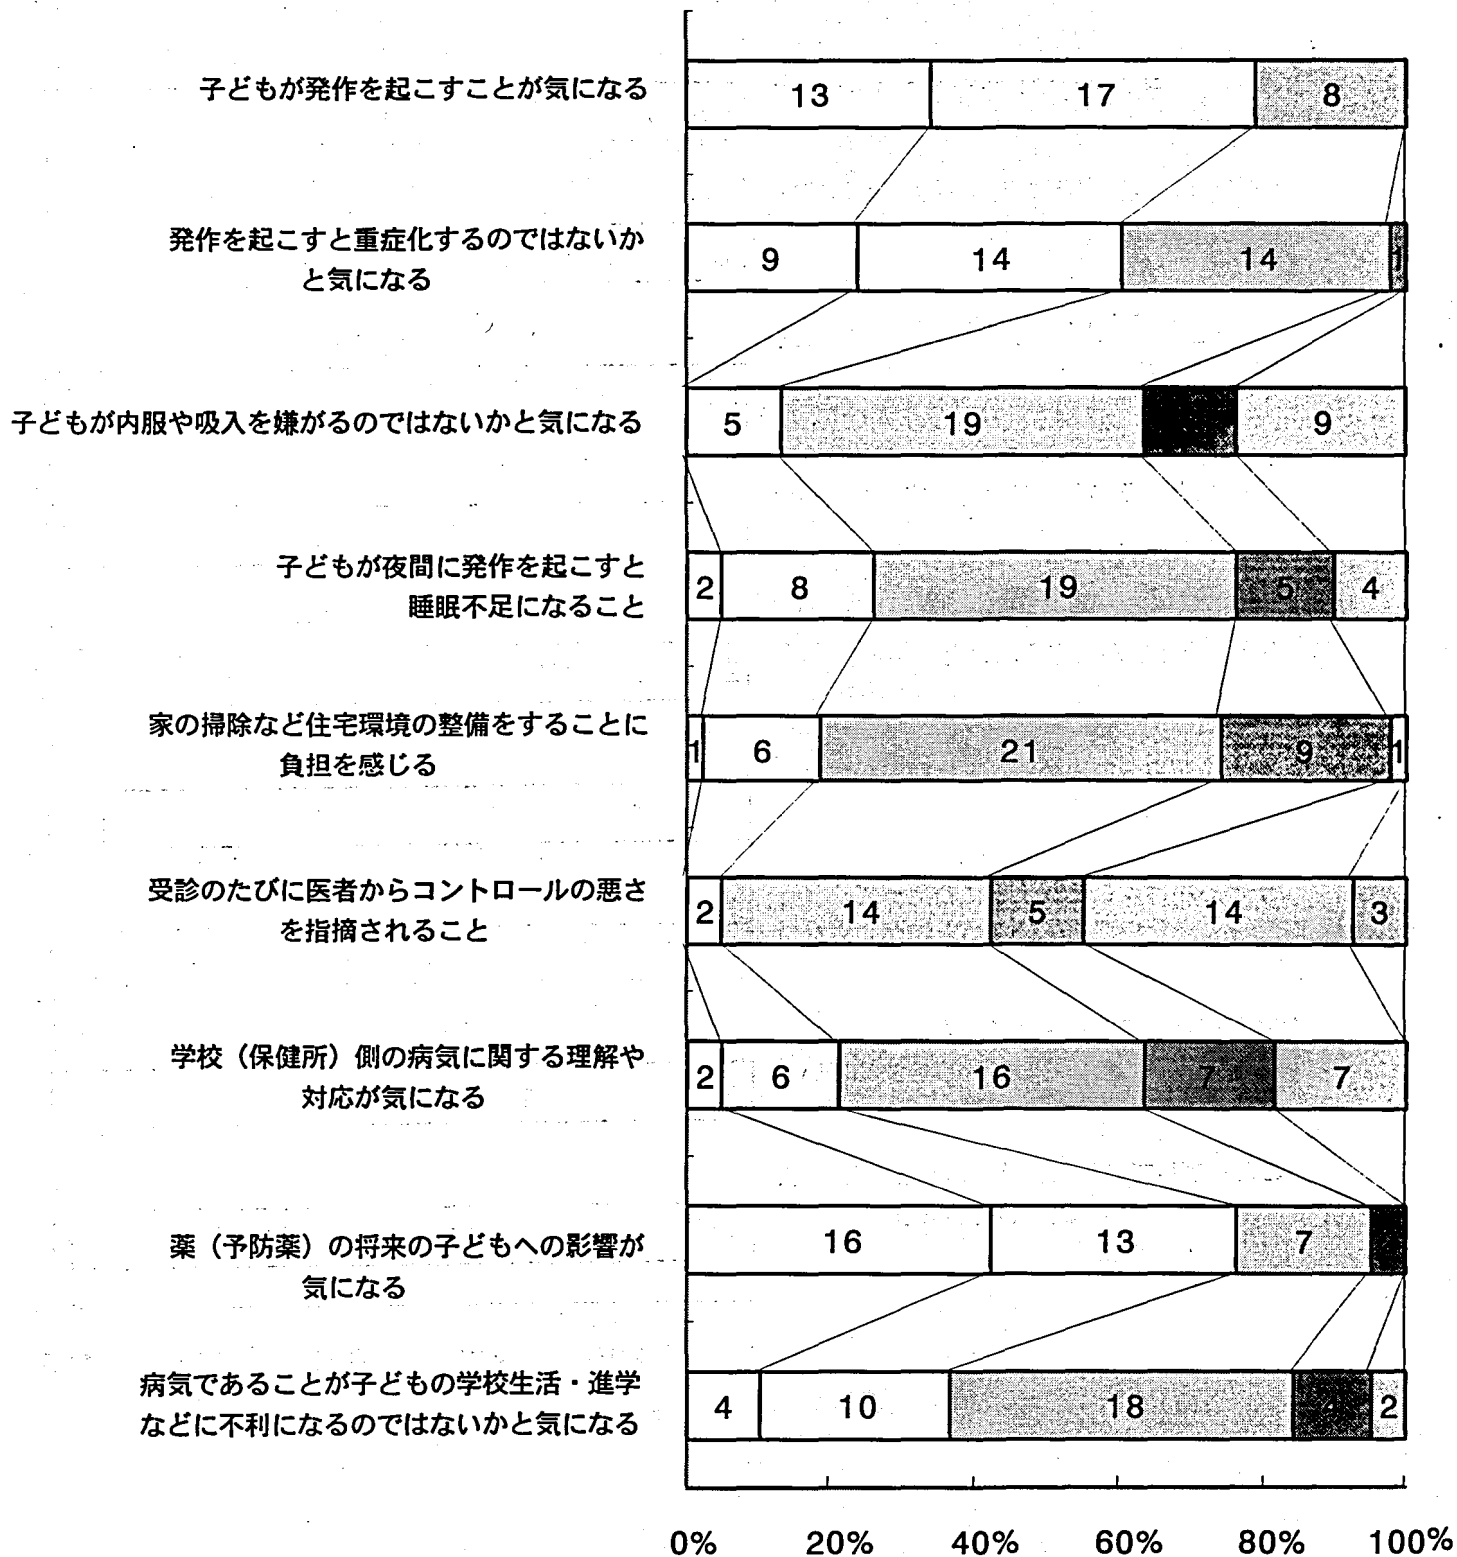 子どもが発作を起こすことが気になる
13 17 8
発作を起こすと重症化するのではないか
と気になる
9 14 14 1
子どもが内服や吸入を嫌がるのではないかと気になる
5 19 9
子どもが夜間に発作を起こすと
睡眠不足になること
2 8 19 5 4
家の掃除など住宅環境の整備をすることに
負担を感じる
1 6 21 9 1
受診のたびに医者からコントロールの悪さ
を指摘されること
2 14 5 14 3
学校（保健所）側の病気に関する理解や
対応が気になる
2 6 16 7 7
薬（予防薬）の将来の子どもへの影響が
気になる
16 13 7
病気であることが子どもの学校生活・進学
などに不利になるのではないかと気になる
4 10 18 4 2
0% 20% 40% 60% 80% 100%